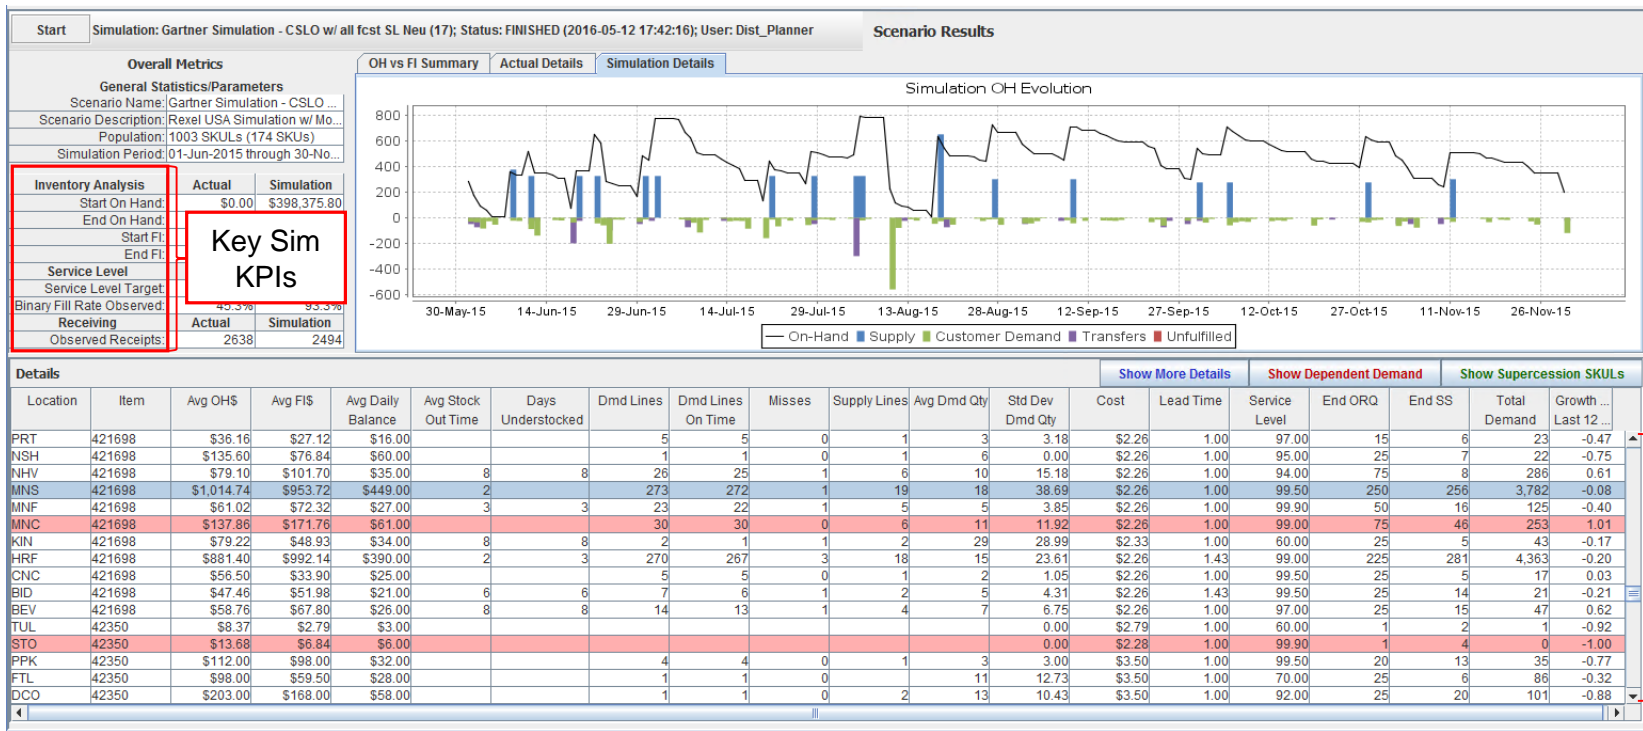 Start Simulation: Gartner Simulation - CSLO w/ all fcst SL Neu (17); Status: FINISHED (2016-05-12 17:42:16); User: Dist_Planner Scenario Results
Overall Metrics
General Statistics/Parameters
Scenario Name: Gartner Simulation - CSLO ...
Scenario Description: Rexel USA Simulation w/ Mo...
Population: 1003 SKULs (174 SKUs)
Simulation Period: 01-Jun-2015 through 30-No...
Inventory Analysis Actual Simulation
Start On Hand: $0.00 $398,375.80
End On Hand:
Start FI:
End FI:
Service Level
Service Level Target:
Binary Fill Rate Observed: 45.3% 93.3%
Receiving Actual Simulation
Observed Receipts: 2638 2494
Key Sim
KPIs
OH vs FI Summary Actual Details Simulation Details
Simulation OH Evolution
800
600
400
200
0
-200
-400
-600
30-May-15 14-Jun-15 29-Jun-15 14-Jul-15 29-Jul-15 13-Aug-15 28-Aug-15 12-Sep-15 27-Sep-15 12-Oct-15 27-Oct-15 11-Nov-15 26-Nov-15
On-Hand Supply Customer Demand Transfers Unfulfilled
Details Show More Details Show Dependent Demand Show Supercession SKULs
Location Item Avg OH$ Avg FI$ Avg Daily Balance Avg Stock Out Time Days Understocked Dmd Lines Dmd Lines On Time Misses Supply Lines Avg Dmd Qty Std Dev Dmd Qty Cost Lead Time Service Level End ORQ End SS Total Demand Growth ... Last 12 ...
PRT 421698 $36.16 $27.12 $16.00 5 5 0 1 3 3.18 $2.26 1.00 97.00 15 6 23 -0.47
NSH 421698 $135.60 $76.84 $60.00 1 1 0 1 6 0.00 $2.26 1.00 95.00 25 7 22 -0.75
NHV 421698 $79.10 $101.70 $35.00 8 8 26 25 1 6 10 15.18 $2.26 1.00 94.00 75 8 286 0.61
MNS 421698 $1,014.74 $953.72 $449.00 2 273 272 1 19 18 38.69 $2.26 1.00 99.50 250 256 3,782 -0.08
MNF 421698 $61.02 $72.32 $27.00 3 3 23 22 1 5 5 3.85 $2.26 1.00 99.90 50 16 125 -0.40
MNC 421698 $137.86 $171.76 $61.00 30 30 0 6 11 11.92 $2.26 1.00 99.00 75 46 253 1.01
KIN 421698 $79.22 $48.93 $34.00 8 8 2 1 1 2 29 28.99 $2.33 1.00 60.00 25 5 43 -0.17
HRF 421698 $881.40 $992.14 $390.00 2 3 270 267 3 18 15 23.61 $2.26 1.43 99.00 225 281 4,363 -0.20
CNC 421698 $56.50 $33.90 $25.00 5 5 0 1 2 1.05 $2.26 1.00 99.50 25 5 17 0.03
BID 421698 $47.46 $51.98 $21.00 6 6 7 6 1 2 5 4.31 $2.26 1.43 99.50 25 14 21 -0.21
BEV 421698 $58.76 $67.80 $26.00 8 8 14 13 1 4 7 6.75 $2.26 1.00 97.00 25 15 47 0.62
TUL 42350 $8.37 $2.79 $3.00 0.00 $2.79 1.00 60.00 1 2 1 -0.92
STO 42350 $13.68 $6.84 $6.00 0.00 $2.28 1.00 99.90 1 4 0 -1.00
PPK 42350 $112.00 $98.00 $32.00 4 4 0 1 3 3.00 $3.50 1.00 99.50 20 13 35 -0.77
FTL 42350 $98.00 $59.50 $28.00 1 1 0 11 12.73 $3.50 1.00 70.00 25 6 86 -0.32
DCO 42350 $203.00 $168.00 $58.00 1 1 0 2 13 10.43 $3.50 1.00 92.00 25 20 101 -0.88